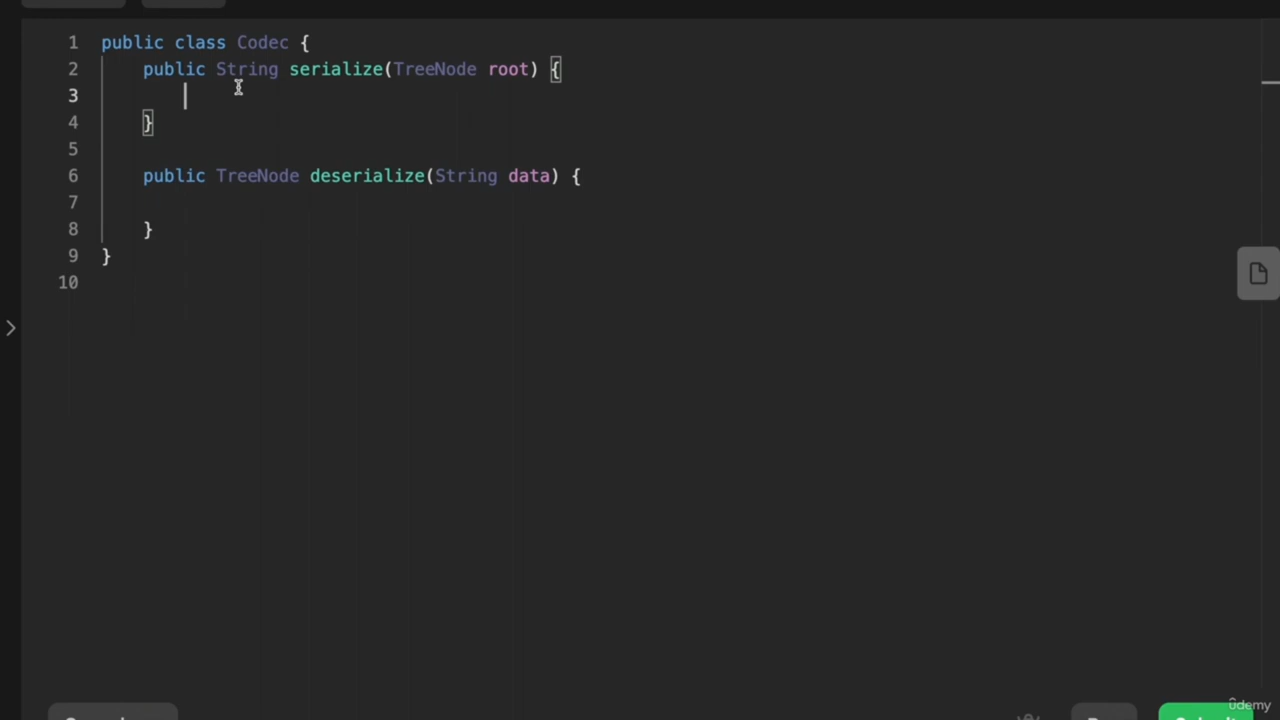 1 public class Codec {
2 public String serialize(TreeNode root) {
3
4 }
5
6 public TreeNode deserialize(String data) {
7
8 }
9 }
10
ûdemy